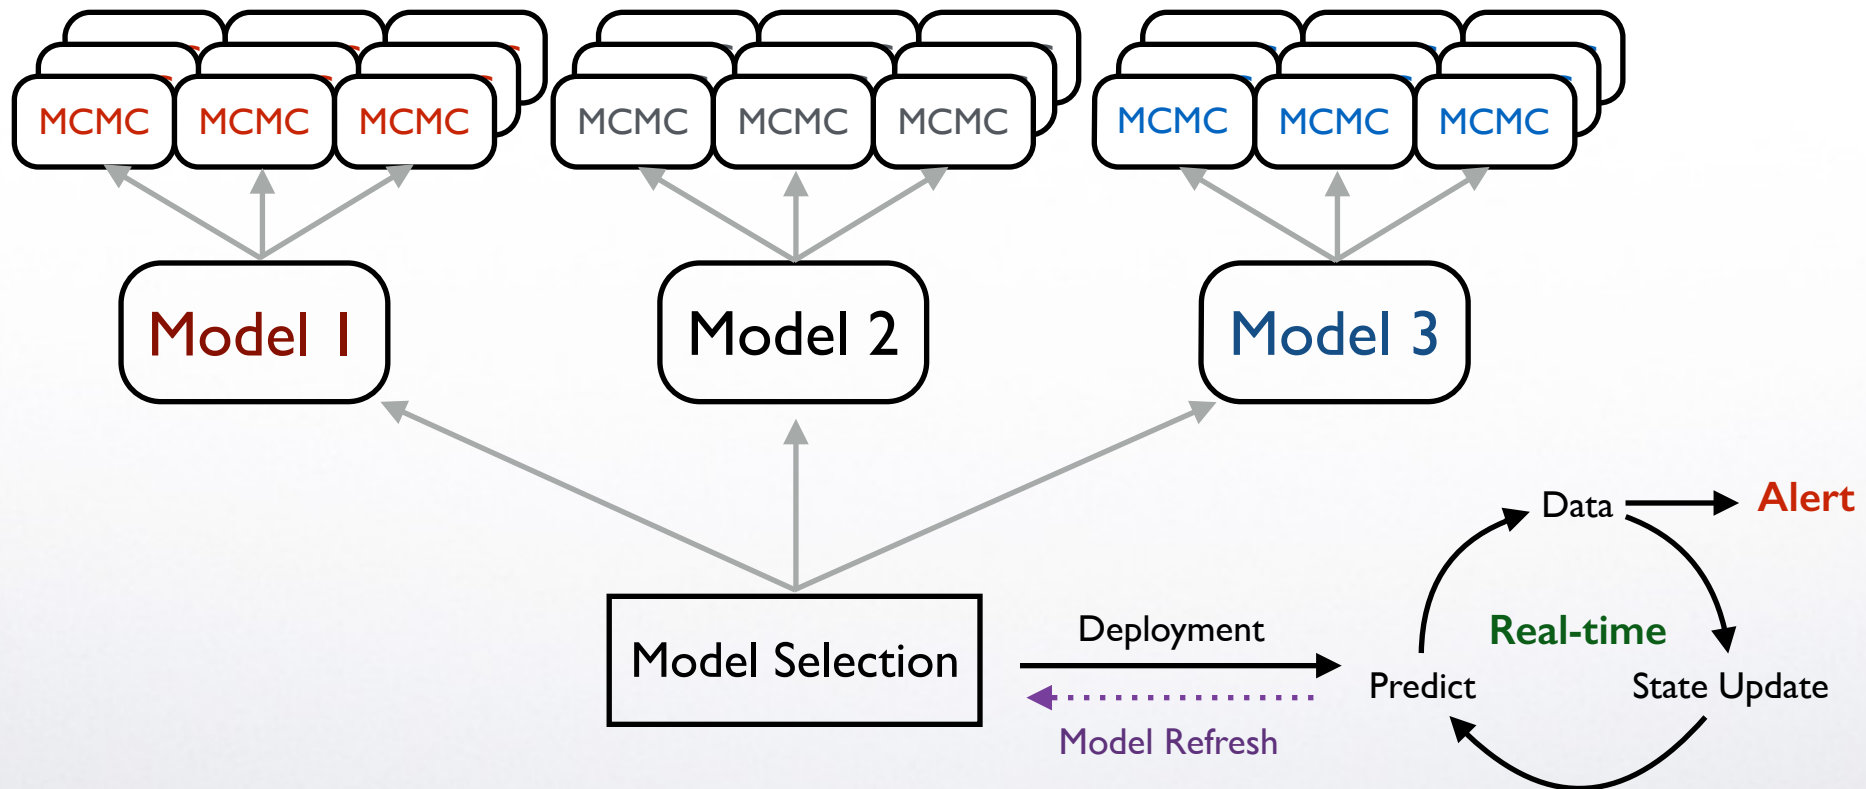 MCMC MCMC MCMC MCMC MCMC MCMC MCMC MCMC MCMC
Model 1 Model 2 Model 3
Data Alert
Deployment Real-time
Model Selection
Predict State Update
Model Refresh